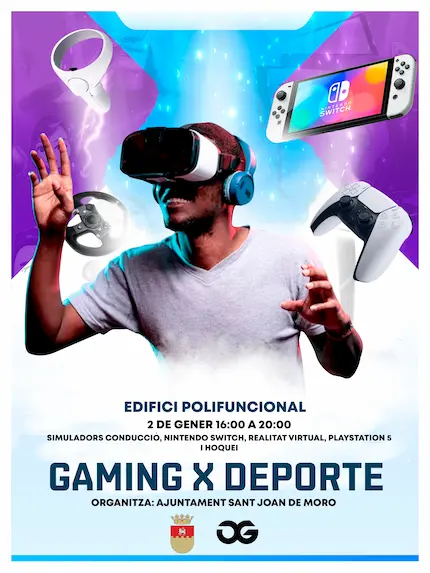 NINTENDO
SWITCH
EDIFICI POLIFUNCIONAL
2 DE GENER 16:00 A 20:00
SIMULADORS CONDUCCIÓ, NINTENDO SWITCH, REALITAT VIRTUAL, PLAYSTATION 5
I HOQUEI
GAMING X DEPORTE
ORGANITZA: AJUNTAMENT SANT JOAN DE MORO